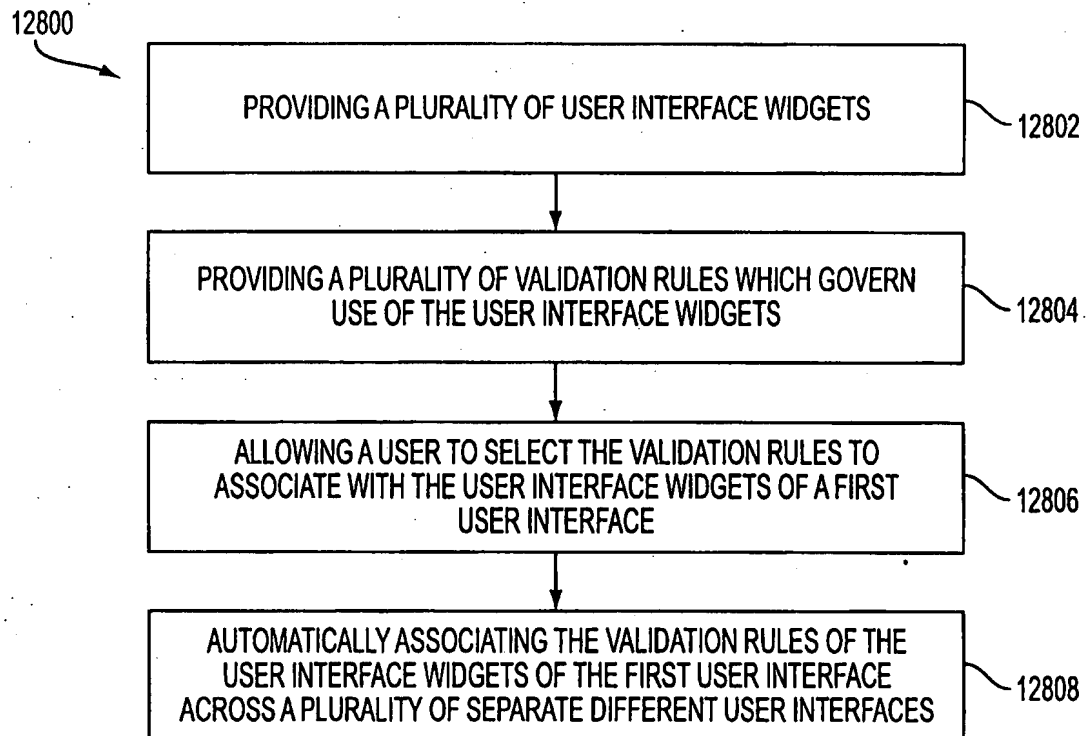 12800
PROVIDING A PLURALITY OF USER INTERFACE WIDGETS
12802
PROVIDING A PLURALITY OF VALIDATION RULES WHICH GOVERN
USE OF THE USER INTERFACE WIDGETS
12804
ALLOWING A USER TO SELECT THE VALIDATION RULES TO
ASSOCIATE WITH THE USER INTERFACE WIDGETS OF A FIRST
USER INTERFACE
12806
AUTOMATICALLY ASSOCIATING THE VALIDATION RULES OF THE
USER INTERFACE WIDGETS OF THE FIRST USER INTERFACE
ACROSS A PLURALITY OF SEPARATE DIFFERENT USER INTERFACES
12808